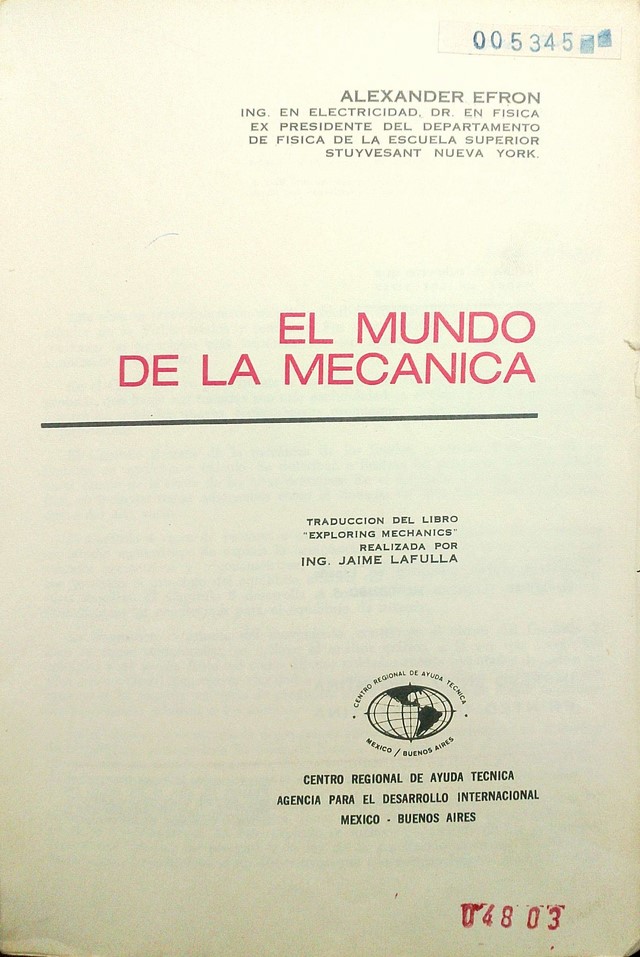 005345
ALEXANDER EFRON
ING. EN ELECTRICIDAD, DR. EN FISICA
EX PRESIDENTE DEL DEPARTAMENTO
DE FISICA DE LA ESCUELA SUPERIOR
STUYVESANT NUEVA YORK.
EL MUNDO
DE LA MECANICA
TRADUCCION DEL LIBRO
"EXPLORING MECHANICS"
REALIZADA POR
ING. JAIME LAFULLA
CENTRO REGIONAL DE AYUDA TECNICA
MEXICO / BUENOS AIRES
CENTRO REGIONAL DE AYUDA TECNICA
AGENCIA PARA EL DESARROLLO INTERNACIONAL
MEXICO - BUENOS AIRES
04803